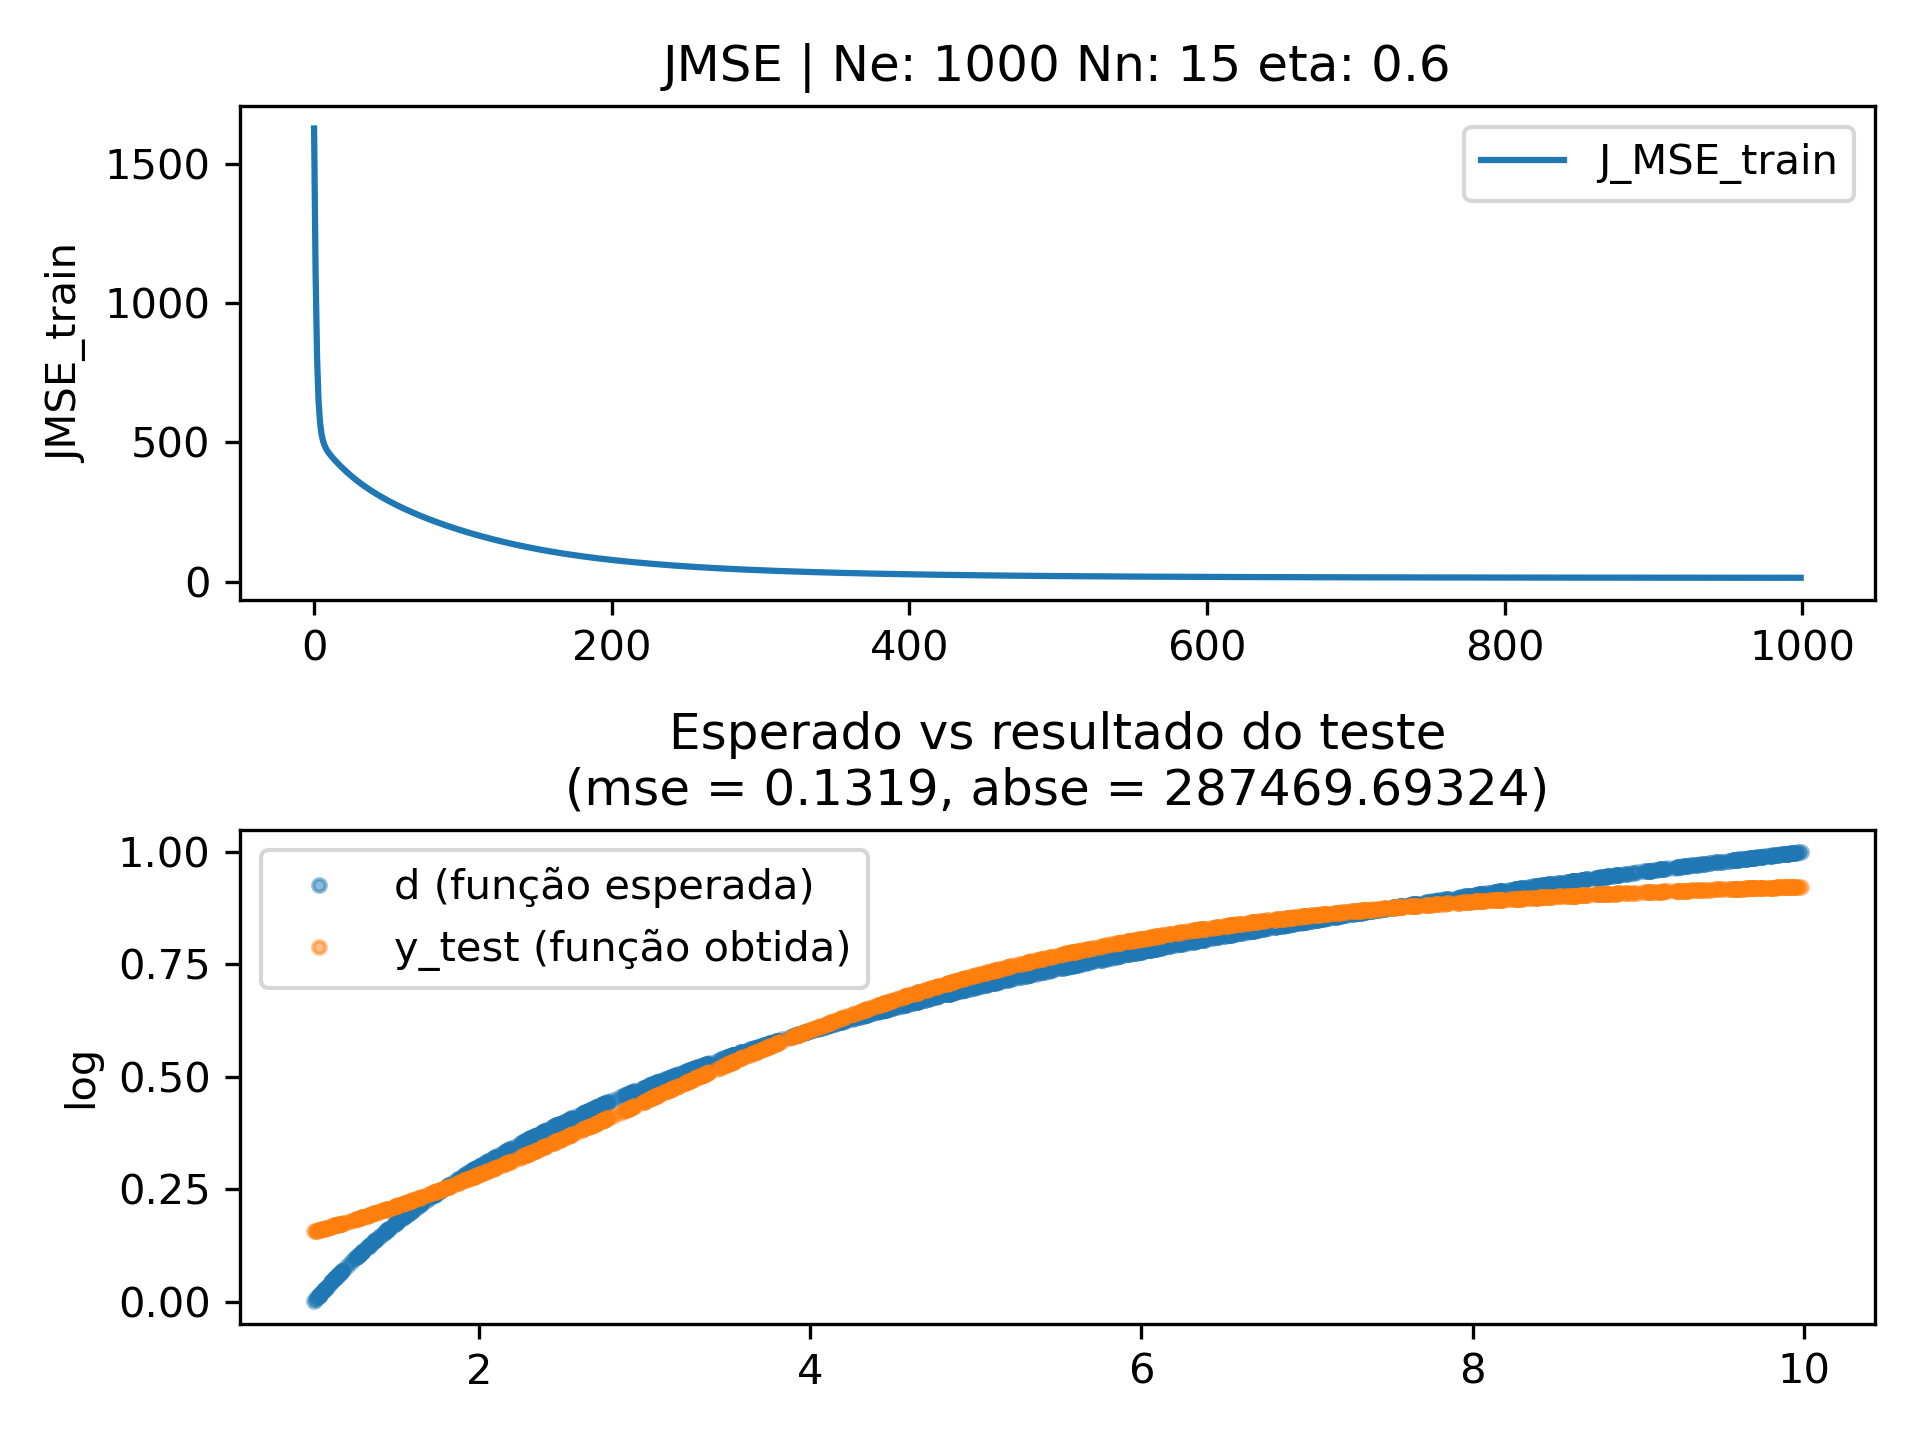 JMSE | Ne: 1000 Nn: 15 eta: 0.6
J_MSE_train
JMSE_train
1500
1000
500
0
0 200 400 600 800 1000
Esperado vs resultado do teste
(mse = 0.1319, abse = 287469.69324)
d (função esperada)
y_test (função obtida)
log
1.00
0.75
0.50
0.25
0.00
2 4 6 8 10